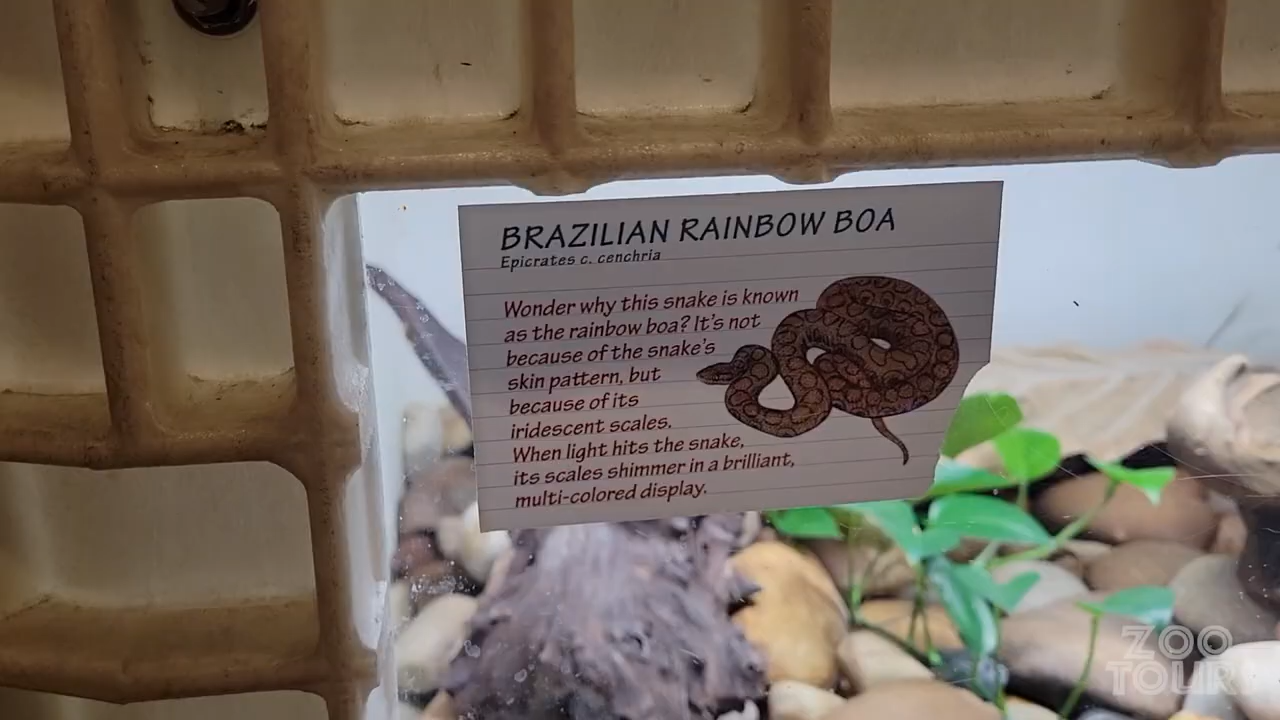 BRAZILIAN RAINBOW BOA
Epicrates c. cenchria
Wonder why this snake is known
as the rainbow boa? It's not
because of the snake's
skin pattern, but
because of its
iridescent scales.
When light hits the snake,
its scales shimmer in a brilliant,
multi-colored display.
ZOO
TOUR